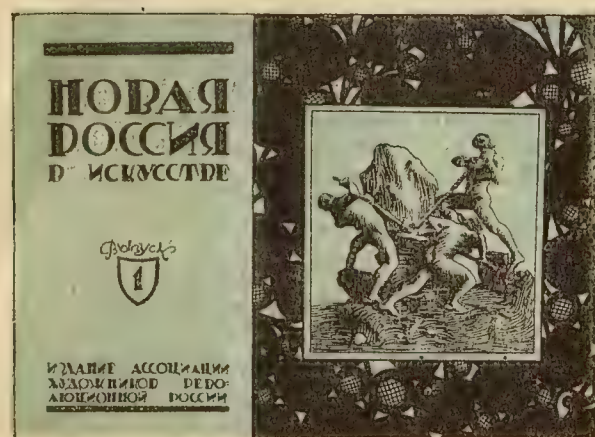 НОВАЯ
РОССИЯ
В ИСКУССТВЕ
Выпуск
1
ИЗДАНИЕ АССОЦИАЦИИ
ХУДОЖНИКОВ РЕВО-
ЛЮЦИОННОЙ РОССИИ